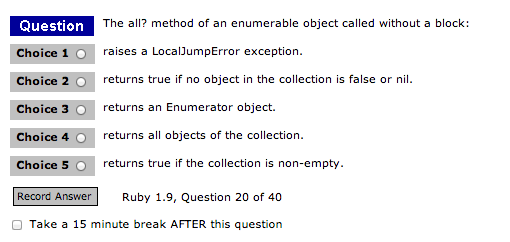 Question The all? method of an enumerable object called without a block:
Choice 1 raises a LocalJumpError exception.
Choice 2 returns true if no object in the collection is false or nil.
Choice 3 returns an Enumerator object.
Choice 4 returns all objects of the collection.
Choice 5 returns true if the collection is non-empty.
Record Answer Ruby 1.9, Question 20 of 40
Take a 15 minute break AFTER this question